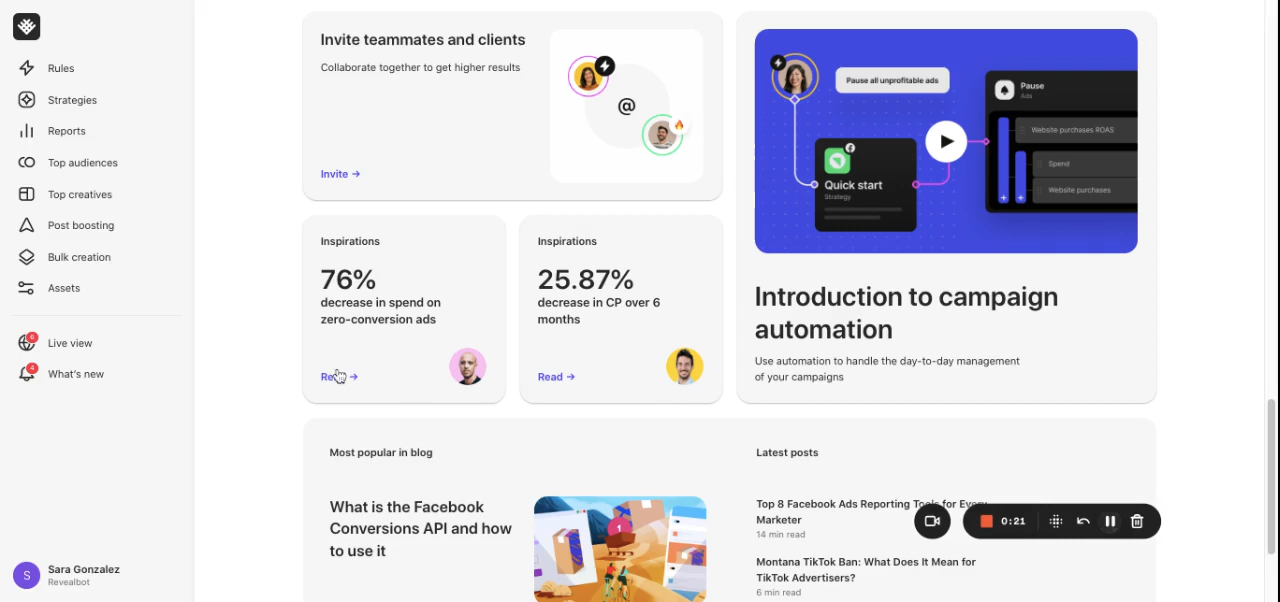 Rules
Strategies
Reports
Top audiences
Top creatives
Post boosting
Bulk creation
Assets
6
Live view
4
What's new
S
Sara Gonzalez
Revealbot
Invite teammates and clients
Collaborate together to get higher results
@
Invite →
Inspirations
76%
decrease in spend on
zero-conversion ads
Inspirations
25.87%
decrease in CP over 6
months
Read →
Pause all unprofitable ads
Pause
Ads
Website purchases ROAS
Spend
Website purchases
Quick start
Strategy
Introduction to campaign
automation
Use automation to handle the day-to-day management
of your campaigns
Most popular in blog
What is the Facebook
Conversions API and how
to use it
1
Latest posts
Top 8 Facebook Ads Reporting Tools for Every
Marketer
14 min read
Montana TikTok Ban: What Does It Mean for
TikTok Advertisers?
6 min read
0:21